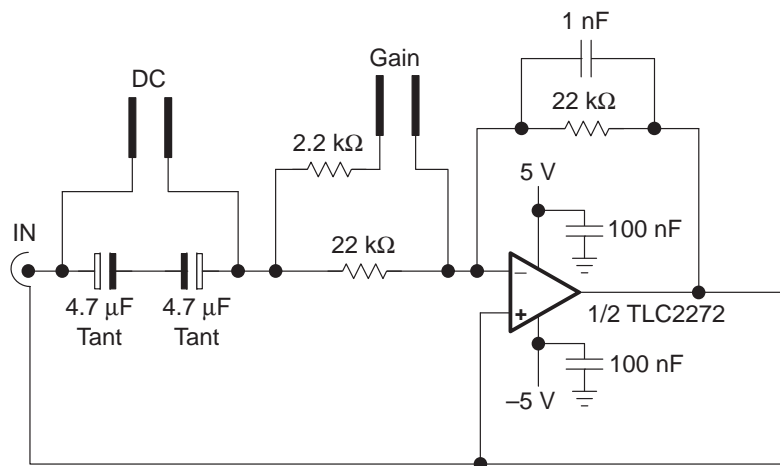 1 nF
DC
Gain
22 kΩ
2.2 kΩ
5 V
IN
22 kΩ
100 nF
–
+
4.7 μF
Tant
4.7 μF
Tant
1/2 TLC2272
100 nF
–5 V